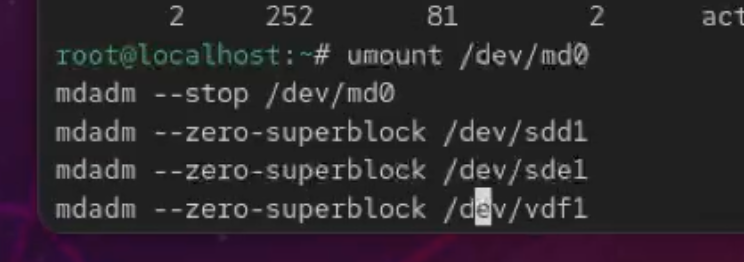 2 252 81 2 act
root@localhost:~# umount /dev/md0
mdadm --stop /dev/md0
mdadm --zero-superblock /dev/sdd1
mdadm --zero-superblock /dev/sde1
mdadm --zero-superblock /dev/vdf1